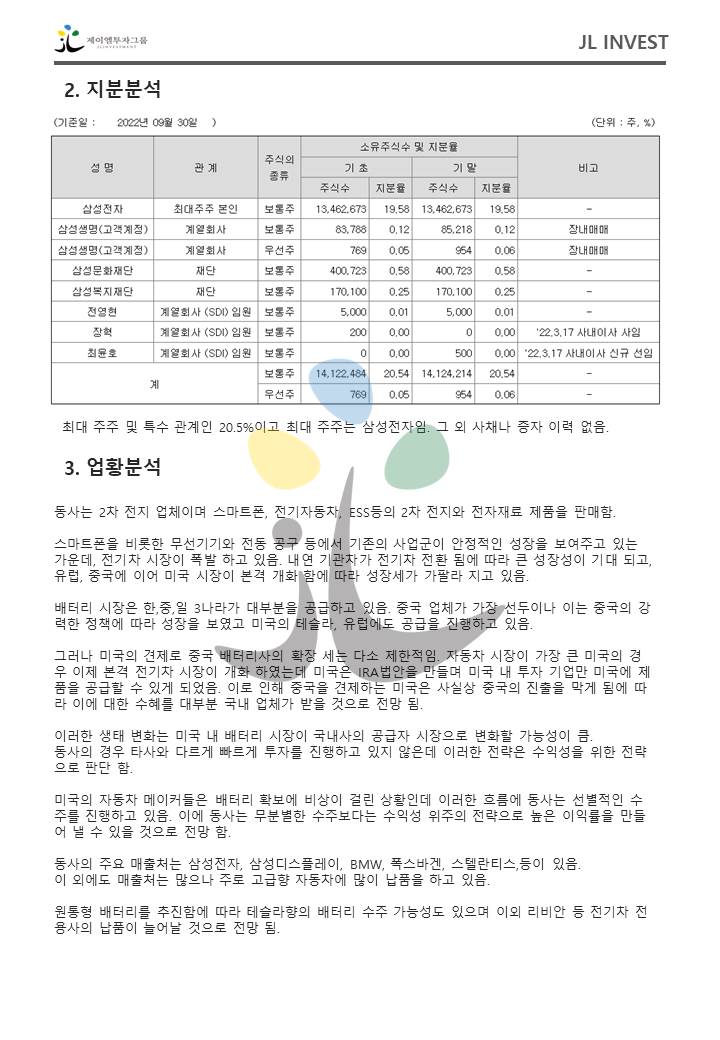 제이엘투자그룹
JLINVESTMENT
JL INVEST
2. 지분분석
(기준일 : 2022년 09월 30일 ) (단위 : 주, %)
성 명 관 계 주식의 종류 소유주식수 및 지분율 비고
기 초 기 말
주식수 지분율 주식수 지분율
삼성전자 최대주주 본인 보통주 13,462,673 19.58 13,462,673 19.58 -
삼성생명(고객계정) 계열회사 보통주 83,788 0.12 85,218 0.12 장내매매
삼성생명(고객계정) 계열회사 우선주 769 0.05 954 0.06 장내매매
삼성문화재단 재단 보통주 400,723 0.58 400,723 0.58 -
삼성복지재단 재단 보통주 170,100 0.25 170,100 0.25 -
전영현 계열회사 (SDI) 임원 보통주 5,000 0.01 5,000 0.01 -
장혁 계열회사 (SDI) 임원 보통주 200 0.00 0 0.00 '22.3.17 사내이사 사임
최윤호 계열회사 (SDI) 임원 보통주 0 0.00 500 0.00 '22.3.17 사내이사 신규 선임
계 보통주 14,122,484 20.54 14,124,214 20.54 -
우선주 769 0.05 954 0.06 -
최대 주주 및 특수 관계인 20.5%이고 최대 주주는 삼성전자임. 그 외 사채나 증자 이력 없음.
3. 업황분석
동사는 2차 전지 업체이며 스마트폰, 전기자동차, ESS등의 2차 전지와 전자재료 제품을 판매함.
스마트폰을 비롯한 무선기기와 전동 공구 등에서 기존의 사업군이 안정적인 성장을 보여주고 있는
가운데, 전기차 시장이 폭발 하고 있음. 내연 기관차가 전기차 전환 됨에 따라 큰 성장성이 기대 되고,
유럽, 중국에 이어 미국 시장이 본격 개화 함에 따라 성장세가 가팔라 지고 있음.
배터리 시장은 한,중,일 3나라가 대부분을 공급하고 있음. 중국 업체가 가장 선두이나 이는 중국의 강
력한 정책에 따라 성장을 보였고 미국의 테슬라, 유럽에도 공급을 진행하고 있음.
그러나 미국의 견제로 중국 배터리사의 확장 세는 다소 제한적임. 자동차 시장이 가장 큰 미국의 경
우 이제 본격 전기차 시장이 개화 하였는데 미국은 IRA법안을 만들며 미국 내 투자 기업만 미국에 제
품을 공급할 수 있게 되었음. 이로 인해 중국을 견제하는 미국은 사실상 중국의 진출을 막게 됨에 따
라 이에 대한 수혜를 대부분 국내 업체가 받을 것으로 전망 됨.
이러한 생태 변화는 미국 내 배터리 시장이 국내사의 공급자 시장으로 변화할 가능성이 큼.
동사의 경우 타사와 다르게 빠르게 투자를 진행하고 있지 않은데 이러한 전략은 수익성을 위한 전략
으로 판단 함.
미국의 자동차 메이커들은 배터리 확보에 비상이 걸린 상황인데 이러한 흐름에 동사는 선별적인 수
주를 진행하고 있음. 이에 동사는 무분별한 수주보다는 수익성 위주의 전략으로 높은 이익률을 만들
어 낼 수 있을 것으로 전망 함.
동사의 주요 매출처는 삼성전자, 삼성디스플레이, BMW, 폭스바겐, 스텔란티스,등이 있음.
이 외에도 매출처는 많으나 주로 고급향 자동차에 많이 납품을 하고 있음.
원통형 배터리를 추진함에 따라 테슬라향의 배터리 수주 가능성도 있으며 이외 리비안 등 전기차 전
용사의 납품이 늘어날 것으로 전망 됨.